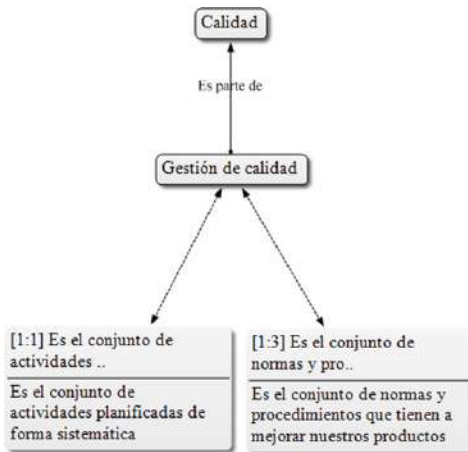 Calidad
Es parte de
Gestión de calidad
[1:1] Es el conjunto de
actividades ..
Es el conjunto de
actividades planificadas de
forma sistemática
[1:3] Es el conjunto de
normas y pro..
Es el conjunto de normas y
procedimientos que tienen a
mejorar nuestros productos